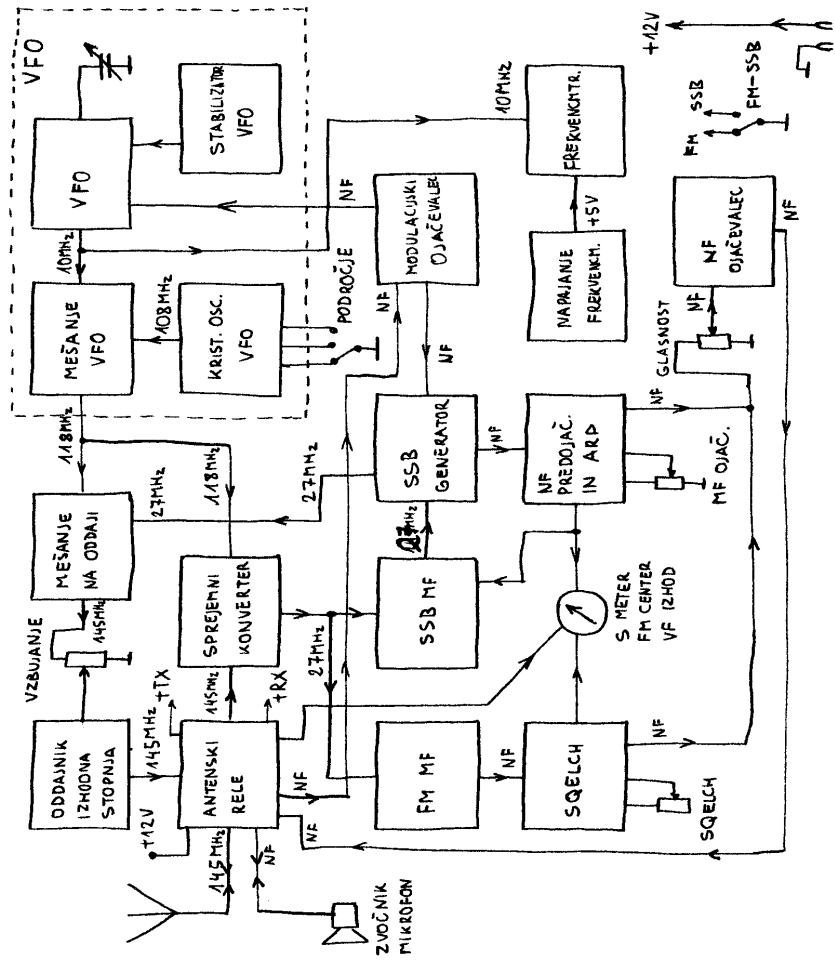 VFO
VFO
STABILIZATOR
VFO
10MHz
MEŠANJE
VFO
108MHz
KRIST. OSC.
VFO
PODROČJE
118MHz
118MHz
MEŠANJE
NA ODDAJI
27MHz
145MHz
VZBUJANJE
ODDAJNIK
IZHODNA
STOPNJA
145MHz
SPREJEMNI
KONVERTER
145MHz
27MHz
+TX
+RX
+12V
ANTENSKI
RELE
145MHz
NF
NF
NF
ZVOČNIK
MIKROFON
MODULACIJSKI
OJAČEVALEC
NF
NF
NF
SSB
GENERATOR
27MHz
SSB MF
FM MF
NF
NF
10MHz
FREKVENCMTR.
+5V
NAPAJANJE
FREKVENCM.
NF
PREDOJAČ.
IN ARP
NF
MF OJAČ.
S METER
FM CENTER
VF IZHOD
SQELCH
NF
SQELCH
GLASNOST
NF
NF
OJAČEVALEC
NF
FM
SSB
FM-SSB
+12V